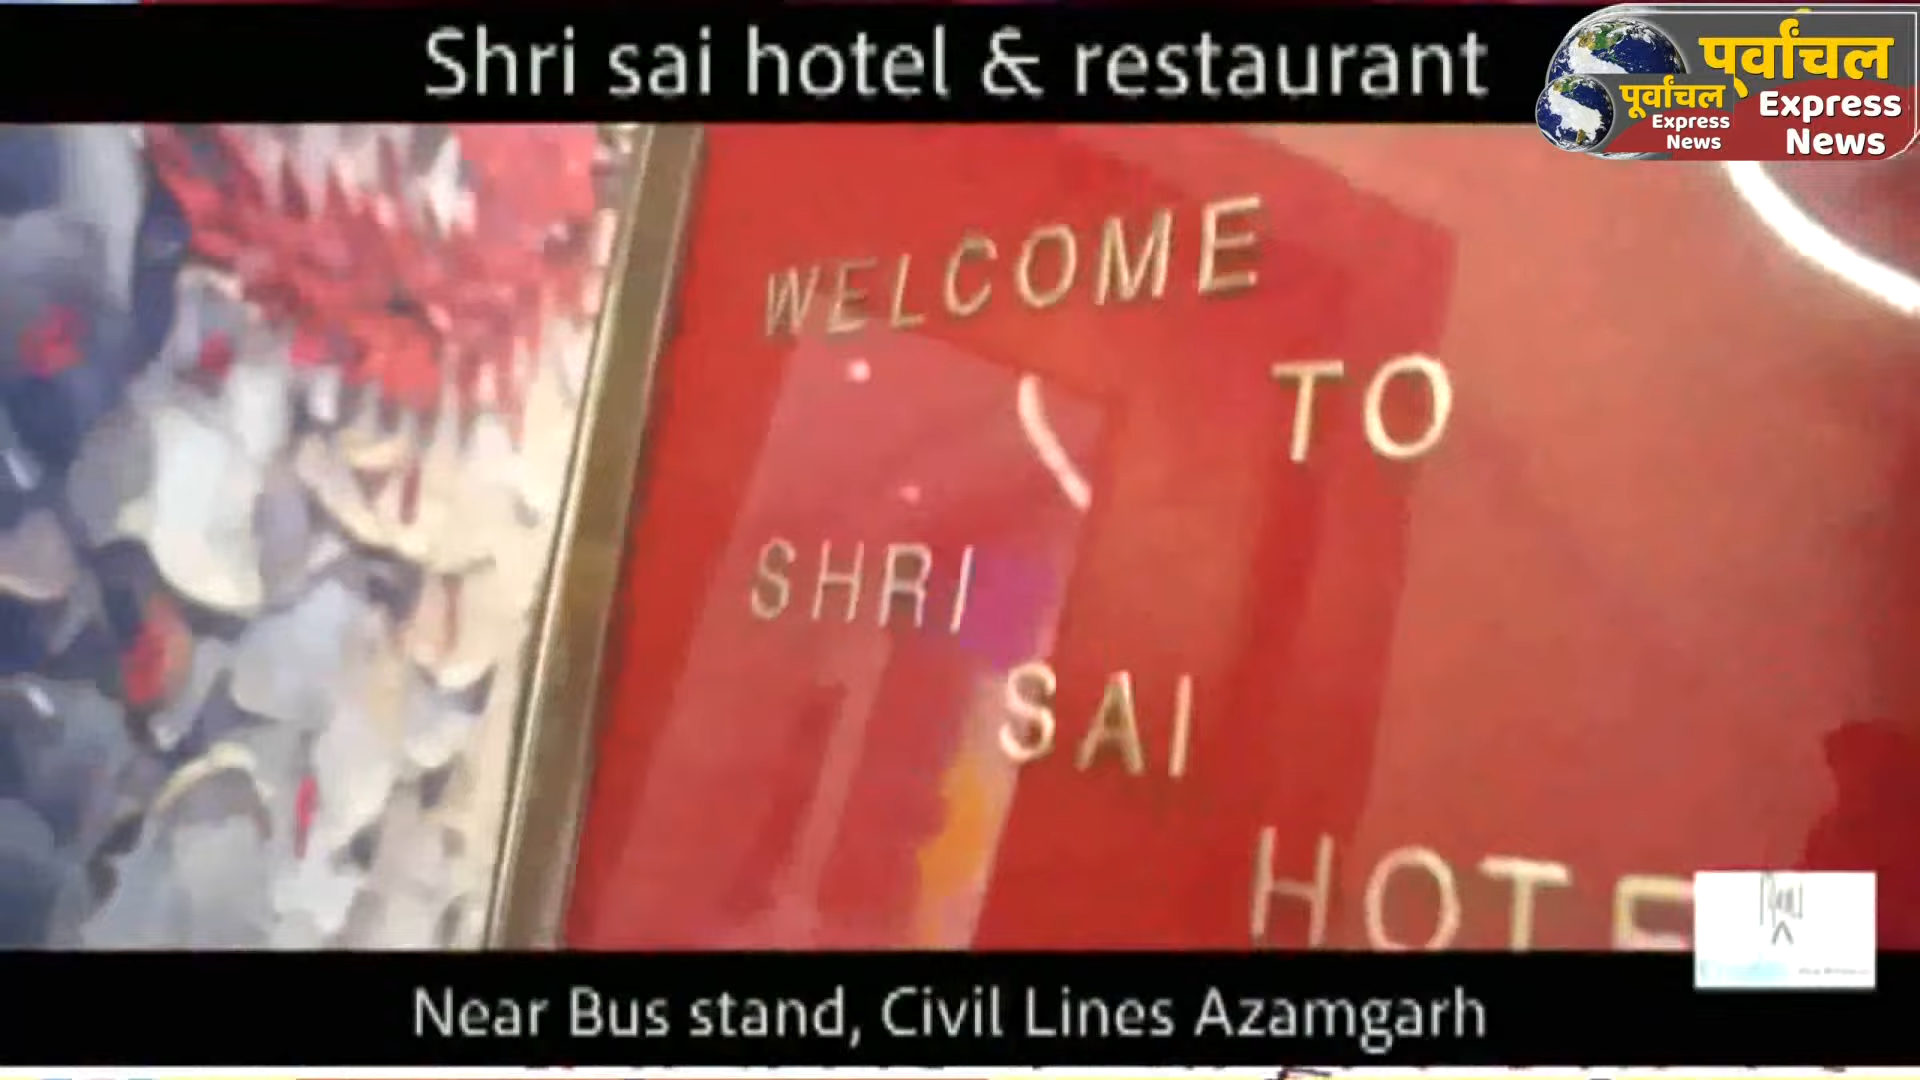 Shri sai hotel & restaurant
पूर्वांचल
Express
News
पूर्वांचल
Express
News
WELCOME
TO
SHRI
SAI
HOTE
Near Bus stand, Civil Lines Azamgarh